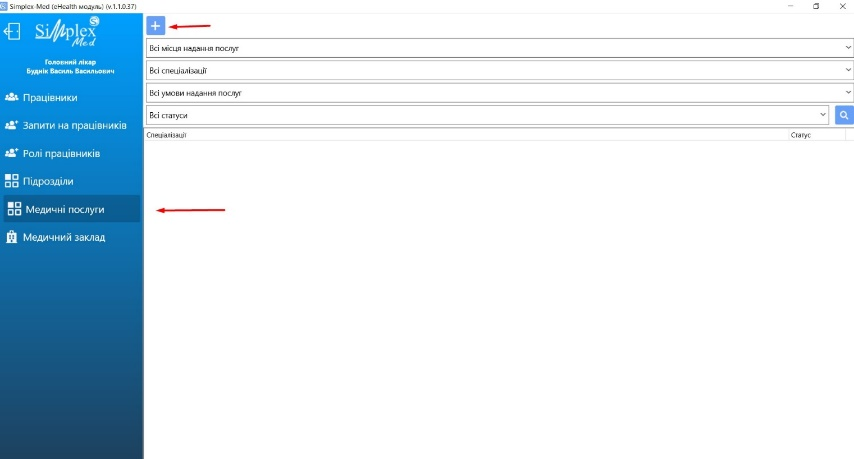 Simplex-Med (eHealth модуль) (v.1.1.0.37)
Simplex Med
Головний лікар
Буднік Василь Васильович
Працівники
Запити на працівників
Ролі працівників
Підрозділи
Медичні послуги
Медичний заклад
Всі місця надання послуг
Всі спеціалізації
Всі умови надання послуг
Всі статуси
Спеціалізації Статус